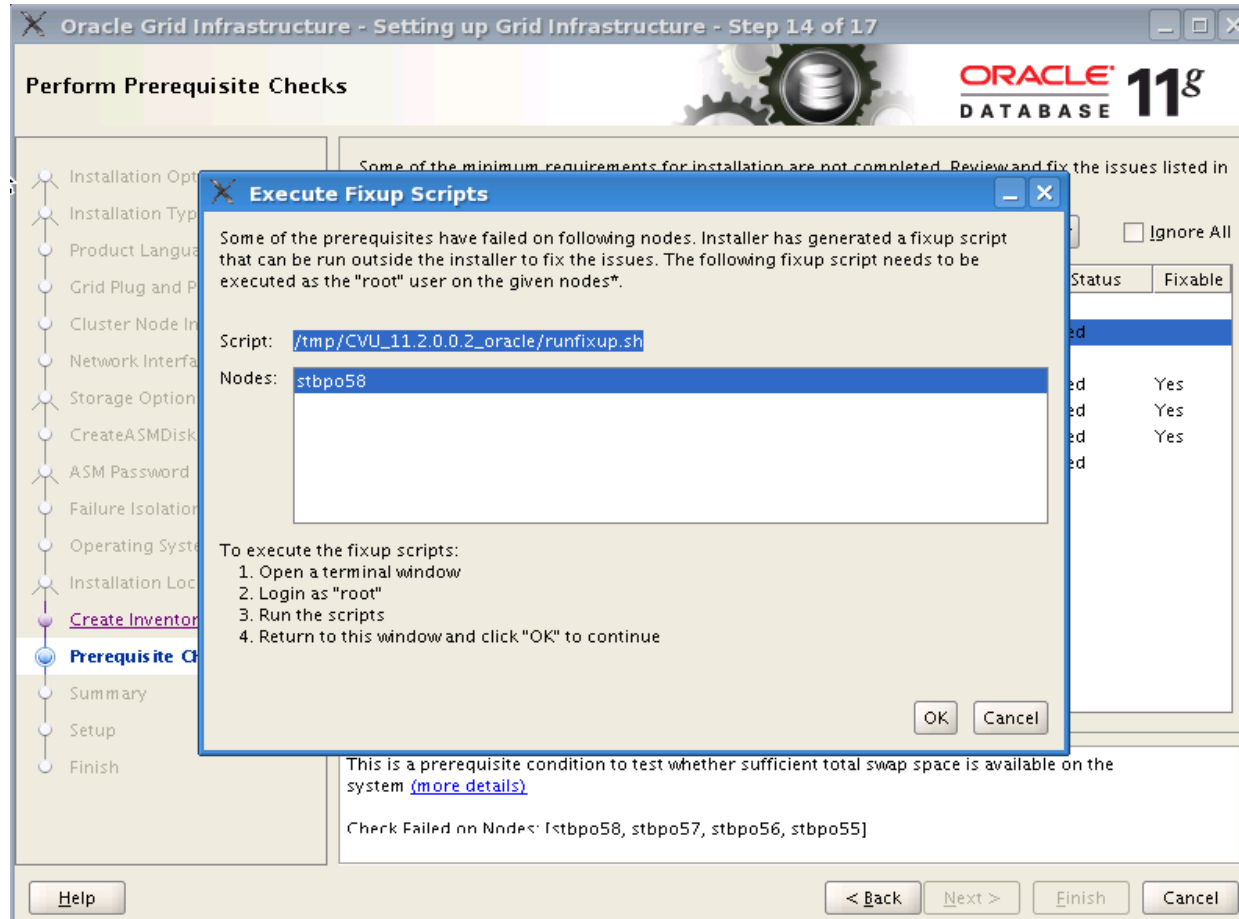 Oracle Grid Infrastructure - Setting up Grid Infrastructure - Step 14 of 17
Perform Prerequisite Checks
ORACLE
DATABASE
11g
Installation Opt
Installation Typ
Product Langua
Grid Plug and P
Cluster Node In
Network Interfa
Storage Option
CreateASMDisk
ASM Password
Failure Isolation
Operating Syste
Installation Loc
Create Inventor
Prerequisite Ch
Summary
Setup
Finish
Some of the minimum requirements for installation are not completed. Review and fix the issues listed in
Ignore All
Status Fixable
ed
ed Yes
ed Yes
ed Yes
ed
Execute Fixup Scripts
Some of the prerequisites have failed on following nodes. Installer has generated a fixup script
that can be run outside the installer to fix the issues. The following fixup script needs to be
executed as the "root" user on the given nodes*.
Script: /tmp/CVU_11.2.0.0.2_oracle/runfixup.sh
Nodes: stbpo58
To execute the fixup scripts:
1. Open a terminal window
2. Login as "root"
3. Run the scripts
4. Return to this window and click "OK" to continue
OK Cancel
This is a prerequisite condition to test whether sufficient total swap space is available on the
system (more details)
Check Failed on Nodes: [stbpo58, stbpo57, stbpo56, stbpo55]
Help < Back Next > Finish Cancel